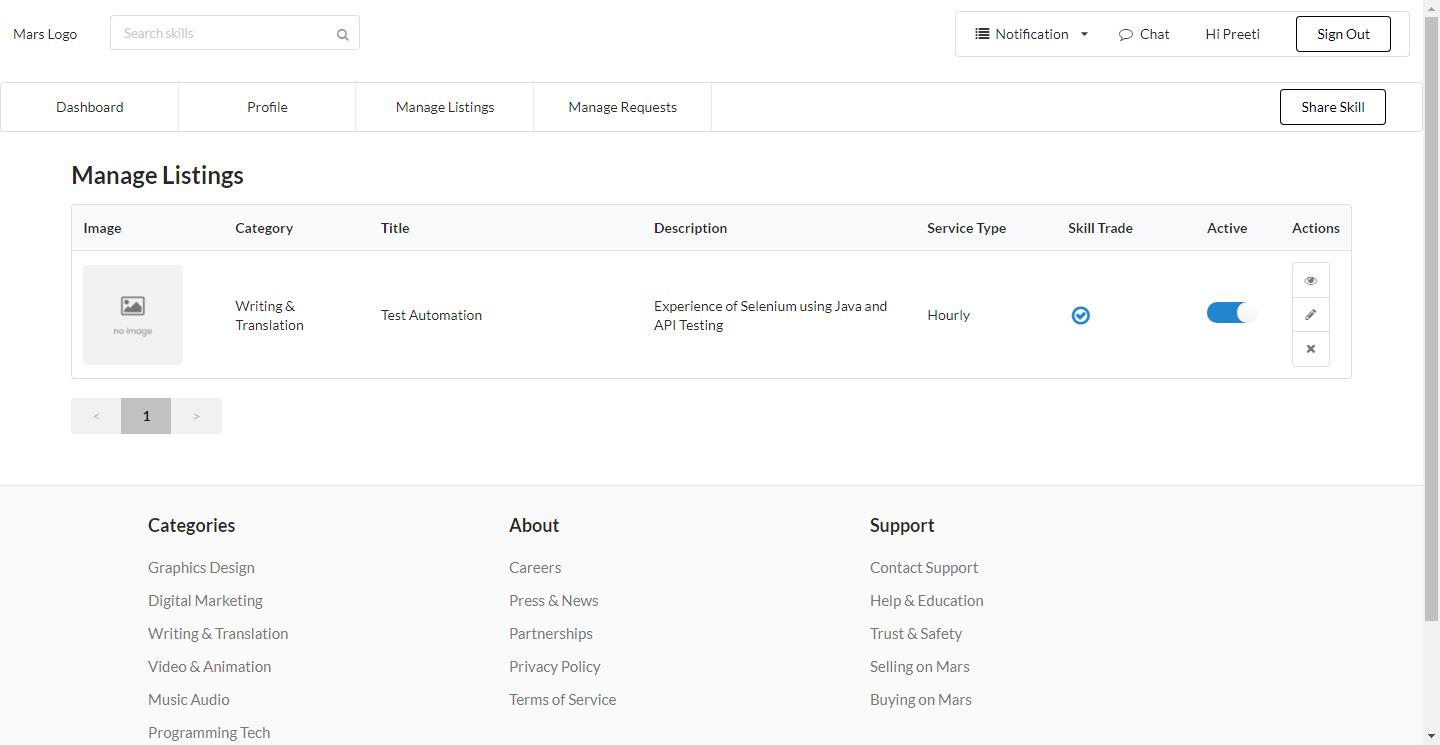 Mars Logo
Search skills
Notification
Chat
Hi Preeti
Sign Out
Dashboard
Profile
Manage Listings
Manage Requests
Share Skill
Manage Listings
Image
Category
Title
Description
Service Type
Skill Trade
Active
Actions
no image
Writing &
Translation
Test Automation
Experience of Selenium using Java and
API Testing
Hourly
< 1 >
Categories
Graphics Design
Digital Marketing
Writing & Translation
Video & Animation
Music Audio
Programming Tech
About
Careers
Press & News
Partnerships
Privacy Policy
Terms of Service
Support
Contact Support
Help & Education
Trust & Safety
Selling on Mars
Buying on Mars